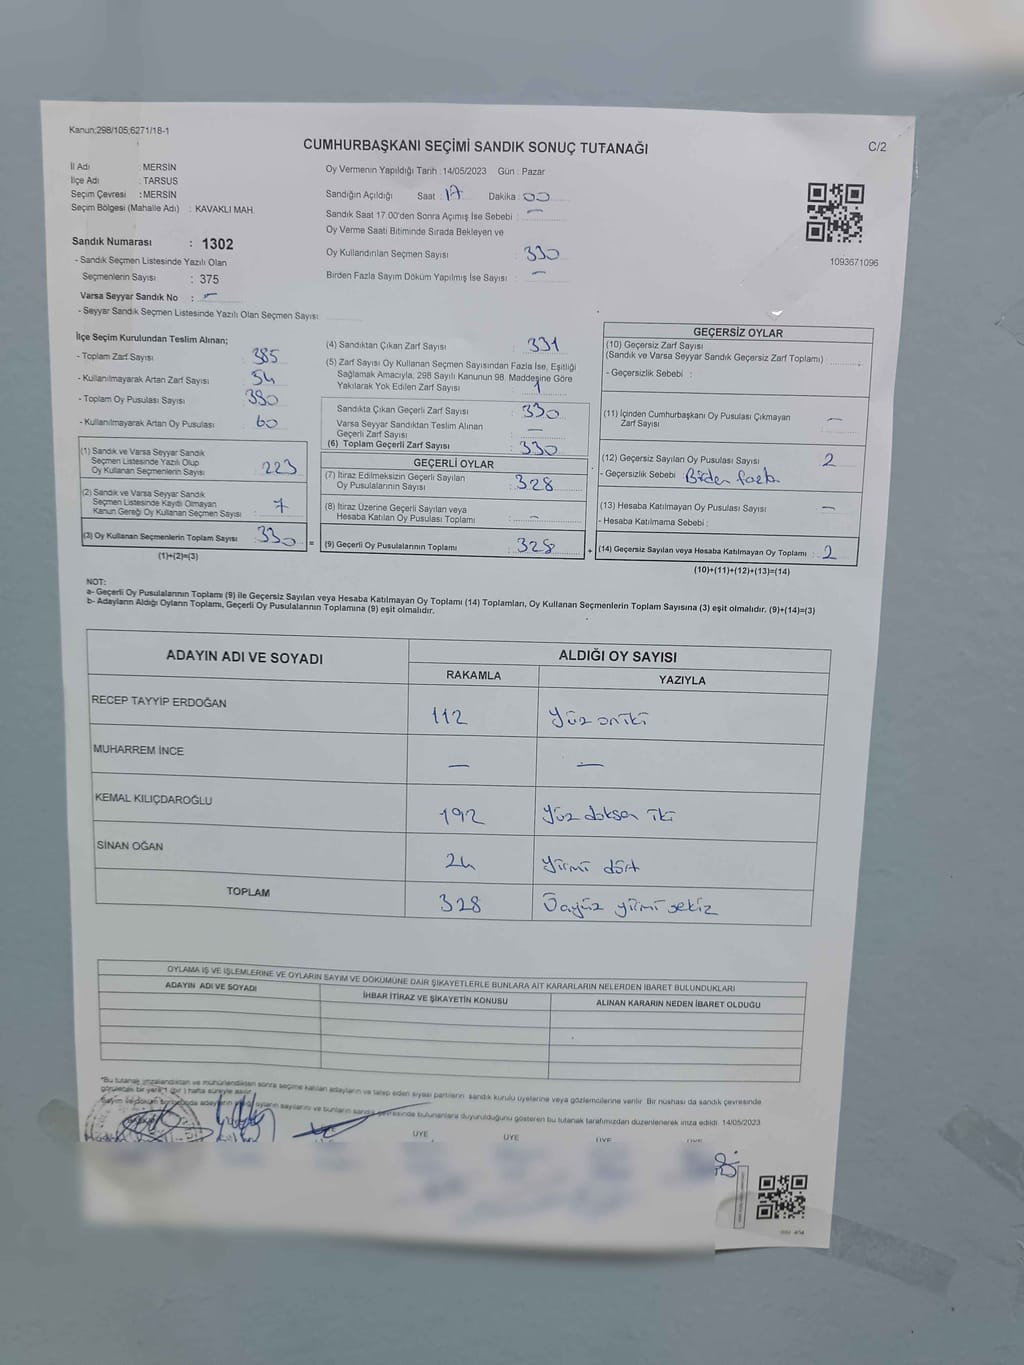 Kanun;298/105;6271/18-1
CUMHURBAŞKANI SEÇİMİ SANDIK SONUÇ TUTANAĞI
C/2
İl Adı : MERSİN
İlçe Adı : TARSUS
Seçim Çevresi : MERSİN
Seçim Bölgesi (Mahalle Adı) : KAVAKLI MAH.
Sandık Numarası : 1302
- Sandık Seçmen Listesinde Yazılı Olan
Seçmenlerin Sayısı : 375
Varsa Seyyar Sandık No : –
- Seyyar Sandık Seçmen Listesinde Yazılı Olan Seçmen Sayısı:
Oy Vermenin Yapıldığı Tarih :14/05/2023 Gün : Pazar
Sandığın Açıldığı Saat : 17 Dakika : 00
Sandık Saat 17.00'den Sonra Açımış İse Sebebi : –
Oy Verme Saati Bitiminde Sırada Bekleyen ve
Oy Kullandırılan Seçmen Sayısı : 330
Birden Fazla Sayım Döküm Yapılmış İse Sayısı : –
1093671096
İlçe Seçim Kurulundan Teslim Alınan;
- Toplam Zarf Sayısı : 385
- Kullanılmayarak Artan Zarf Sayısı : 54
- Toplam Oy Pusulası Sayısı : 390
- Kullanılmayarak Artan Oy Pusulası : 60
(1) Sandık ve Varsa Seyyar Sandık
Seçmen Listesinde Yazılı Olup
Oy Kullanan Seçmenlerin Sayısı : 223
(2) Sandık ve Varsa Seyyar Sandık
Seçmen Listesinde Kayıtlı Olmayan
Kanun Gereği Oy Kullanan Seçmen Sayısı : 7
(3) Oy Kullanan Seçmenlerin Toplam Sayısı : 330
(1)+(2)=(3)
=
(4) Sandıktan Çıkan Zarf Sayısı : 331
(5) Zarf Sayısı Oy Kullanan Seçmen Sayısından Fazla İse, Eşitliği
Sağlamak Amacıyla, 298 Sayılı Kanunun 98. Maddesine Göre
Yakılarak Yok Edilen Zarf Sayısı : 1
Sandıkta Çıkan Geçerli Zarf Sayısı : 330
Varsa Seyyar Sandıktan Teslim Alınan
Geçerli Zarf Sayısı : –
(6) Toplam Geçerli Zarf Sayısı : 330
GEÇERLİ OYLAR
(7) İtiraz Edilmeksizin Geçerli Sayılan
Oy Pusulalarının Sayısı : 328
(8) İtiraz Üzerine Geçerli Sayılan veya
Hesaba Katılan Oy Pusulası Toplamı : –
(9) Geçerli Oy Pusulalarının Toplamı : 328
+
GEÇERSİZ OYLAR
(10) Geçersiz Zarf Sayısı
(Sandık ve Varsa Seyyar Sandık Geçersiz Zarf Toplamı) :
- Geçersizlik Sebebi :
(11) İçinden Cumhurbaşkanı Oy Pusulası Çıkmayan
Zarf Sayısı : –
(12) Geçersiz Sayılan Oy Pusulası Sayısı : 2
- Geçersizlik Sebebi : Birden fazla
(13) Hesaba Katılmayan Oy Pusulası Sayısı : –
- Hesaba Katılmama Sebebi :
(14) Geçersiz Sayılan veya Hesaba Katılmayan Oy Toplamı : 2
(10)+(11)+(12)+(13)=(14)
NOT:
a- Geçerli Oy Pusulalarının Toplamı (9) ile Geçersiz Sayılan veya Hesaba Katılmayan Oy Toplamı (14) Toplamları, Oy Kullanan Seçmenlerin Toplam Sayısına (3) eşit olmalıdır. (9)+(14)=(3)
b- Adayların Aldığı Oyların Toplamı, Geçerli Oy Pusulalarının Toplamına (9) eşit olmalıdır.
ADAYIN ADI VE SOYADI ALDIĞI OY SAYISI
RAKAMLA YAZIYLA
RECEP TAYYİP ERDOĞAN 112 Yüz oniki
MUHARREM İNCE – –
KEMAL KILIÇDAROĞLU 192 Yüz doksan iki
SİNAN OĞAN 24 Yirmi dört
TOPLAM 328 Üçyüz yirmi sekiz
OYLAMA İŞ VE İŞLEMLERİNE VE OYLARIN SAYIM VE DÖKÜMÜNE DAİR ŞİKAYETLERLE BUNLARA AİT KARARLARIN NELERDEN İBARET BULUNDUKLARI
ADAYIN ADI VE SOYADI İHBAR İTİRAZ VE ŞİKAYETİN KONUSU ALINAN KARARIN NEDEN İBARET OLDUĞU
*Bu tutanak imzalandıktan ve mühürlendikten sonra seçime katılan adayların ve talep eden siyasi partilerin sandık kurulu üyelerine veya gözlemcilerine verilir. Bir nüshası da sandık çevresinde
görülecek bir yere 1 (bir) hafta süreyle asılır.
Sayım ve döküm sonucunda adayların aldığı oyların sayılarını ve bunların sandık çevresinde bulunanlara duyurulduğunu gösteren bu tutanak tarafımızdan düzenlenerek imza edildi. 14/05/2023
ÜYE ÜYE ÜYE ÜYE